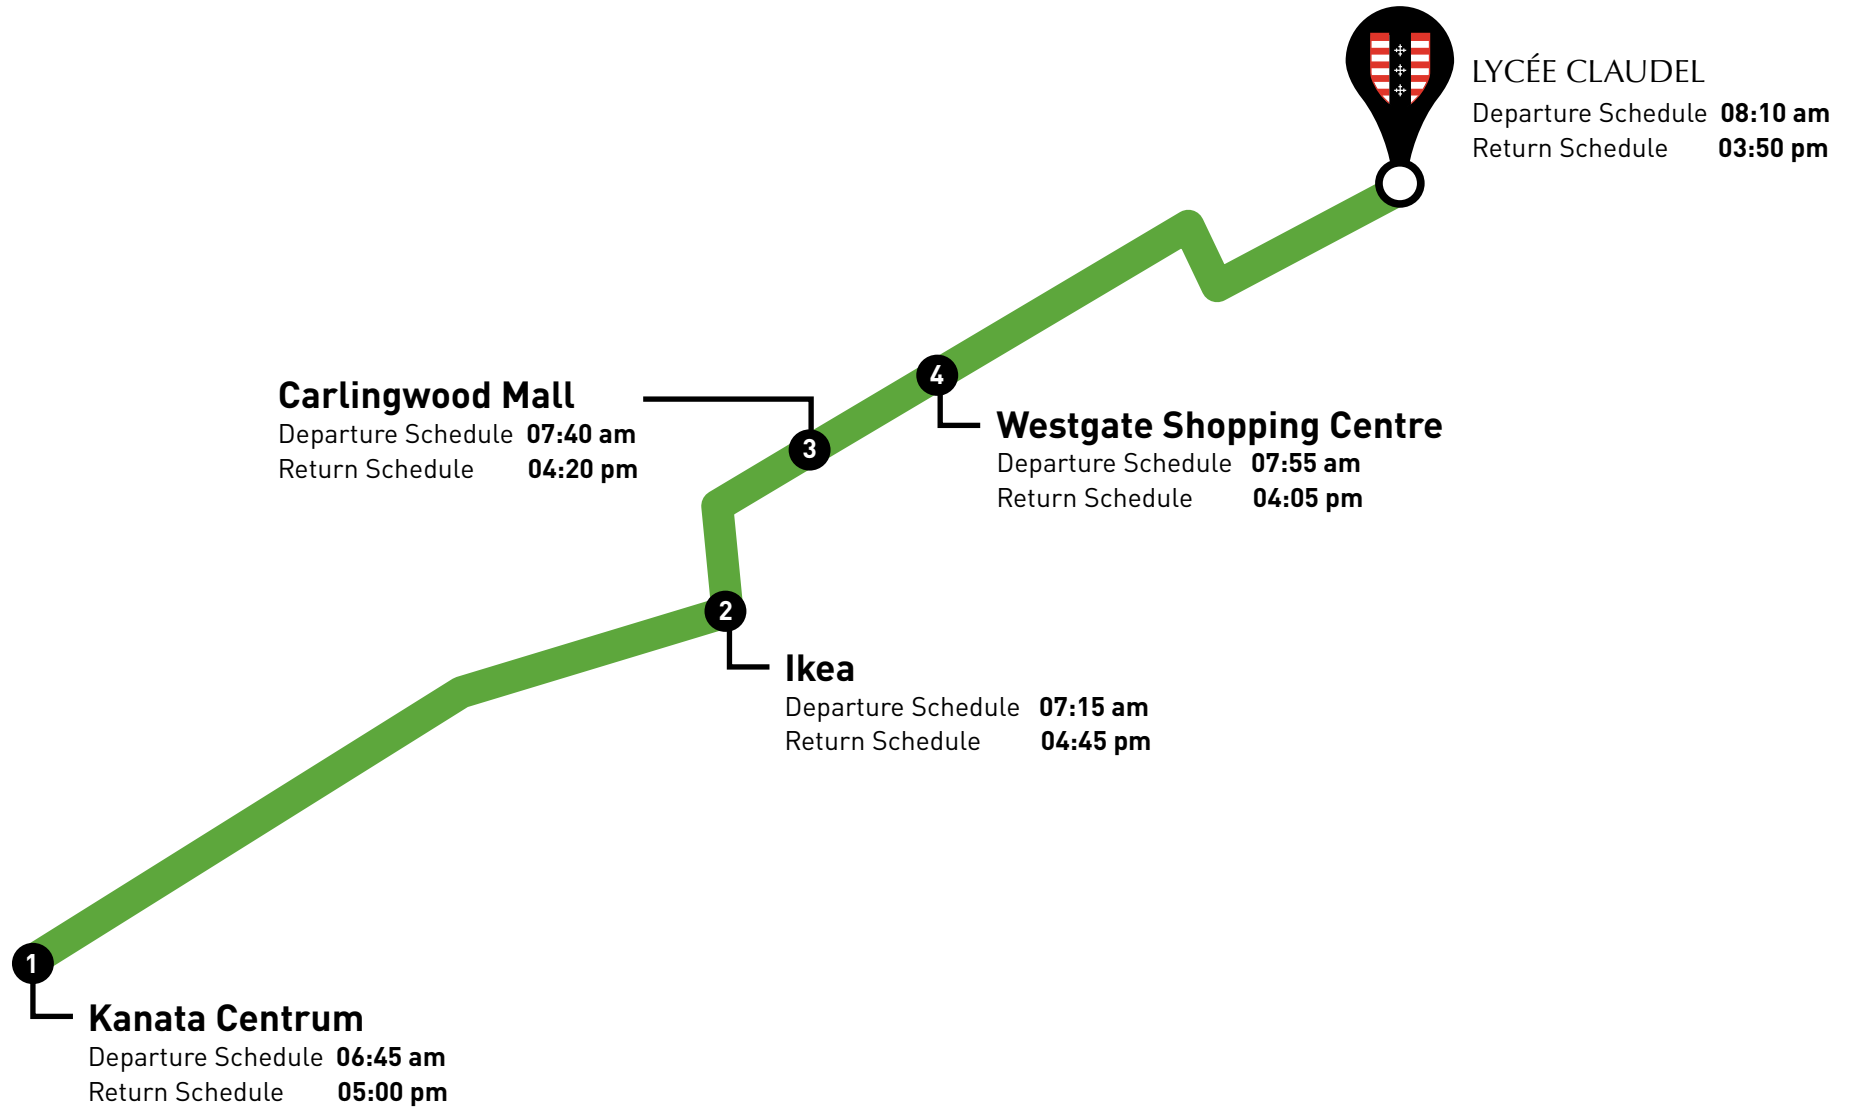 LYCÉE CLAUDEL
Departure Schedule 08:10 am
Return Schedule 03:50 pm
4
Carlingwood Mall
Departure Schedule 07:40 am
Return Schedule 04:20 pm
3
Westgate Shopping Centre
Departure Schedule 07:55 am
Return Schedule 04:05 pm
2
Ikea
Departure Schedule 07:15 am
Return Schedule 04:45 pm
1
Kanata Centrum
Departure Schedule 06:45 am
Return Schedule 05:00 pm